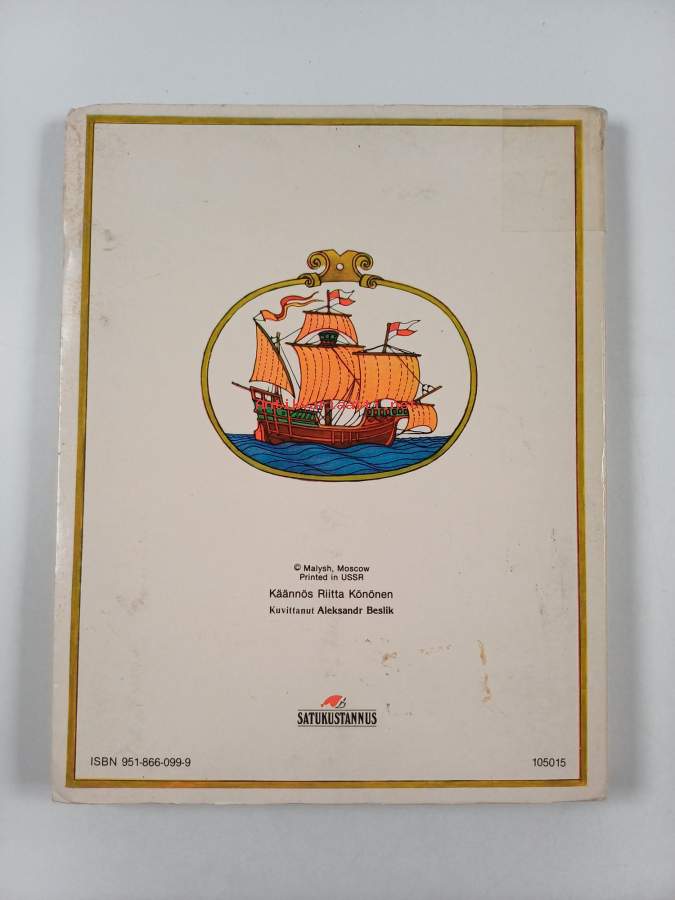 © Malysh, Moscow
Printed in USSR
Käännös Riitta Könönen
Kuvittanut Aleksandr Beslik
SATUKUSTANNUS
ISBN 951-866-099-9
105015